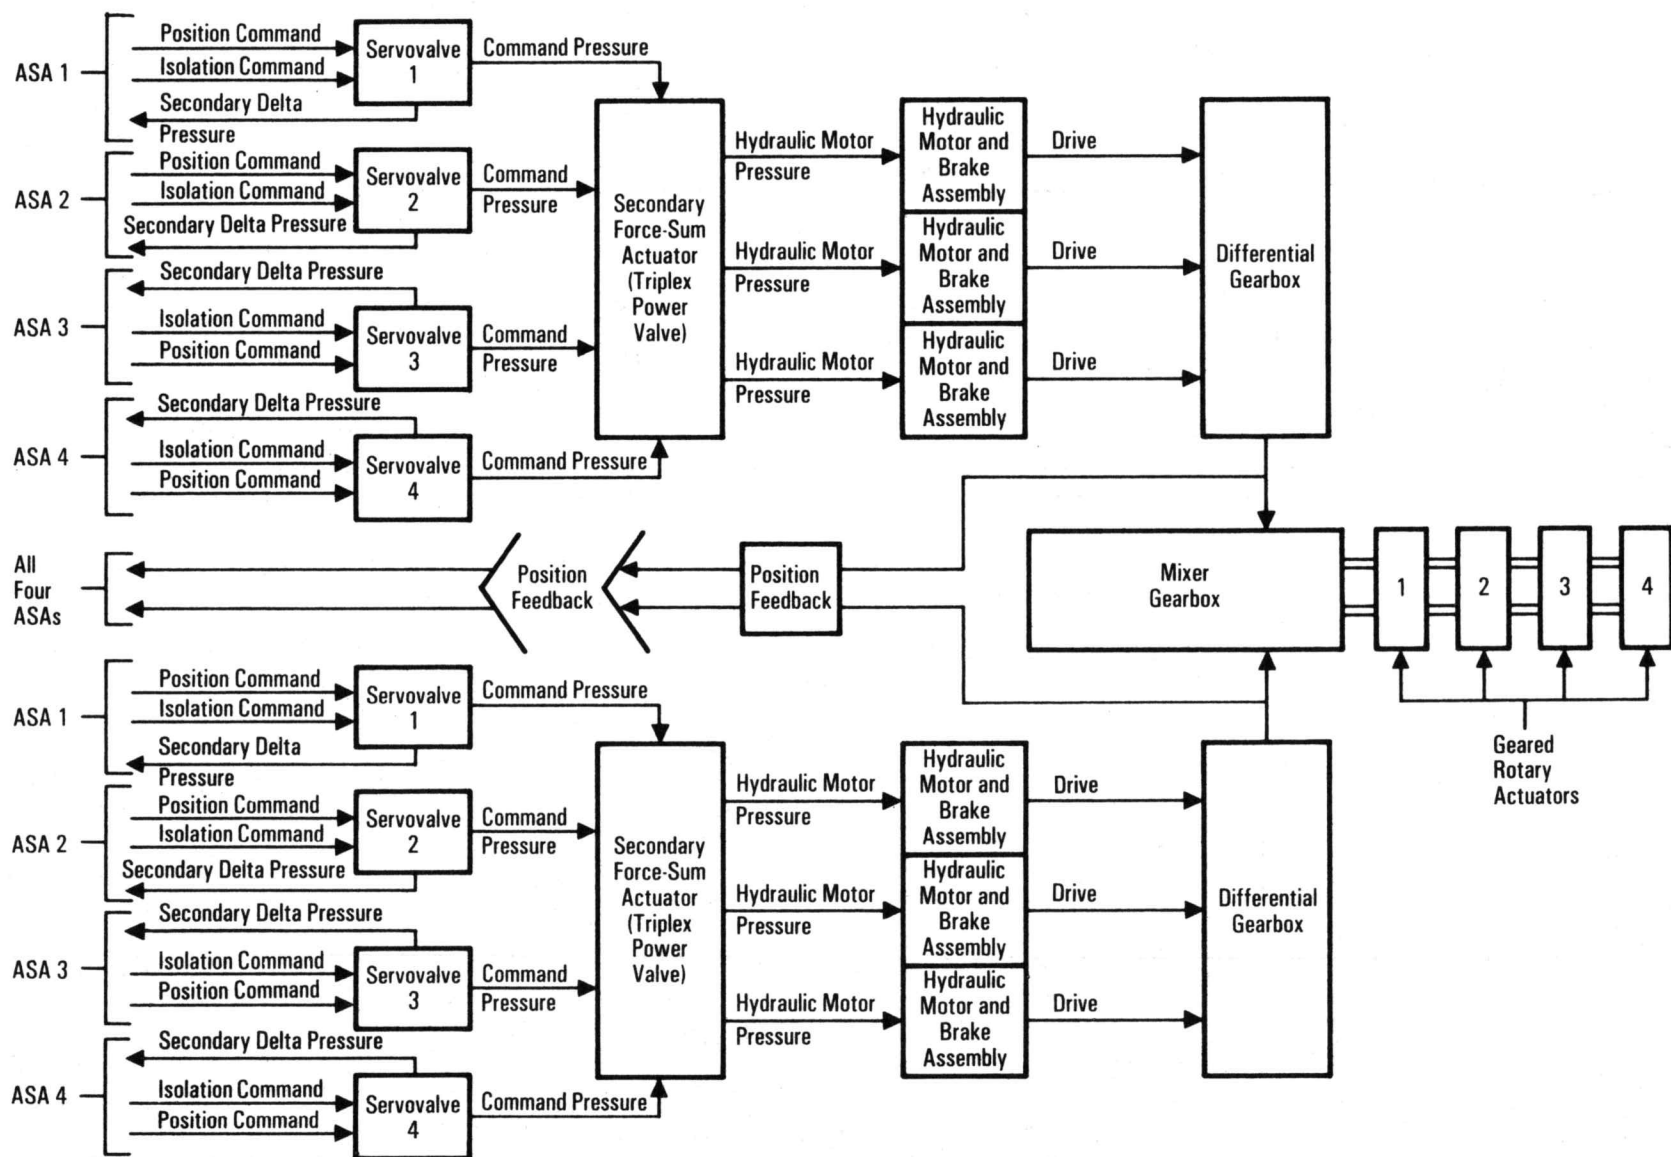 ASA 1
Position Command
Isolation Command
Secondary Delta
Pressure
Servovalve
1
Command Pressure
ASA 2
Position Command
Isolation Command
Secondary Delta Pressure
Servovalve
2
Command
Pressure
ASA 3
Secondary Delta Pressure
Isolation Command
Position Command
Servovalve
3
Command
Pressure
ASA 4
Secondary Delta Pressure
Isolation Command
Position Command
Servovalve
4
Command Pressure
Secondary
Force-Sum
Actuator
(Triplex
Power
Valve)
Hydraulic Motor
Pressure
Hydraulic Motor
Pressure
Hydraulic Motor
Pressure
Hydraulic
Motor and
Brake
Assembly
Hydraulic
Motor and
Brake
Assembly
Hydraulic
Motor and
Brake
Assembly
Drive
Drive
Drive
Differential
Gearbox
All
Four
ASAs
Position
Feedback
Position
Feedback
Mixer
Gearbox
1
2
3
4
Geared
Rotary
Actuators
ASA 1
Position Command
Isolation Command
Secondary Delta
Pressure
Servovalve
1
Command Pressure
ASA 2
Position Command
Isolation Command
Secondary Delta Pressure
Servovalve
2
Command
Pressure
ASA 3
Secondary Delta Pressure
Isolation Command
Position Command
Servovalve
3
Command
Pressure
ASA 4
Secondary Delta Pressure
Isolation Command
Position Command
Servovalve
4
Command Pressure
Secondary
Force-Sum
Actuator
(Triplex
Power
Valve)
Hydraulic Motor
Pressure
Hydraulic Motor
Pressure
Hydraulic Motor
Pressure
Hydraulic
Motor and
Brake
Assembly
Hydraulic
Motor and
Brake
Assembly
Hydraulic
Motor and
Brake
Assembly
Drive
Drive
Drive
Differential
Gearbox